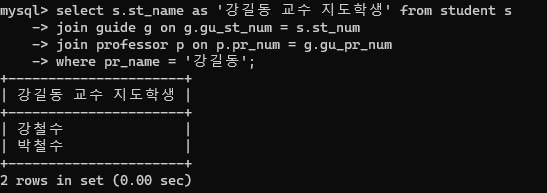 mysql> select s.st_name as '강길동 교수 지도학생' from student s
    -> join guide g on g.gu_st_num = s.st_num
    -> join professor p on p.pr_num = g.gu_pr_num
    -> where pr_name = '강길동';
+----------------------+
| 강길동 교수 지도학생 |
+----------------------+
| 강철수               |
| 박철수               |
+----------------------+
2 rows in set (0.00 sec)